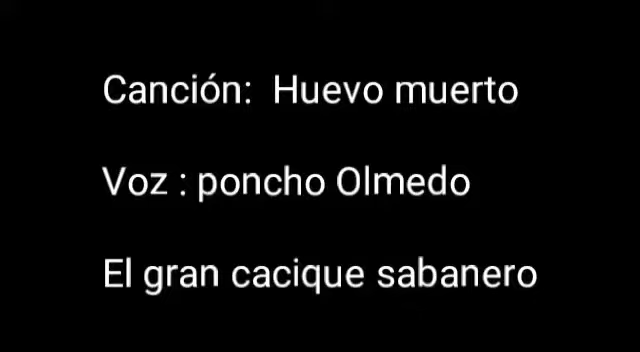 Canción:  Huevo muerto
Voz : poncho Olmedo
El gran cacique sabanero